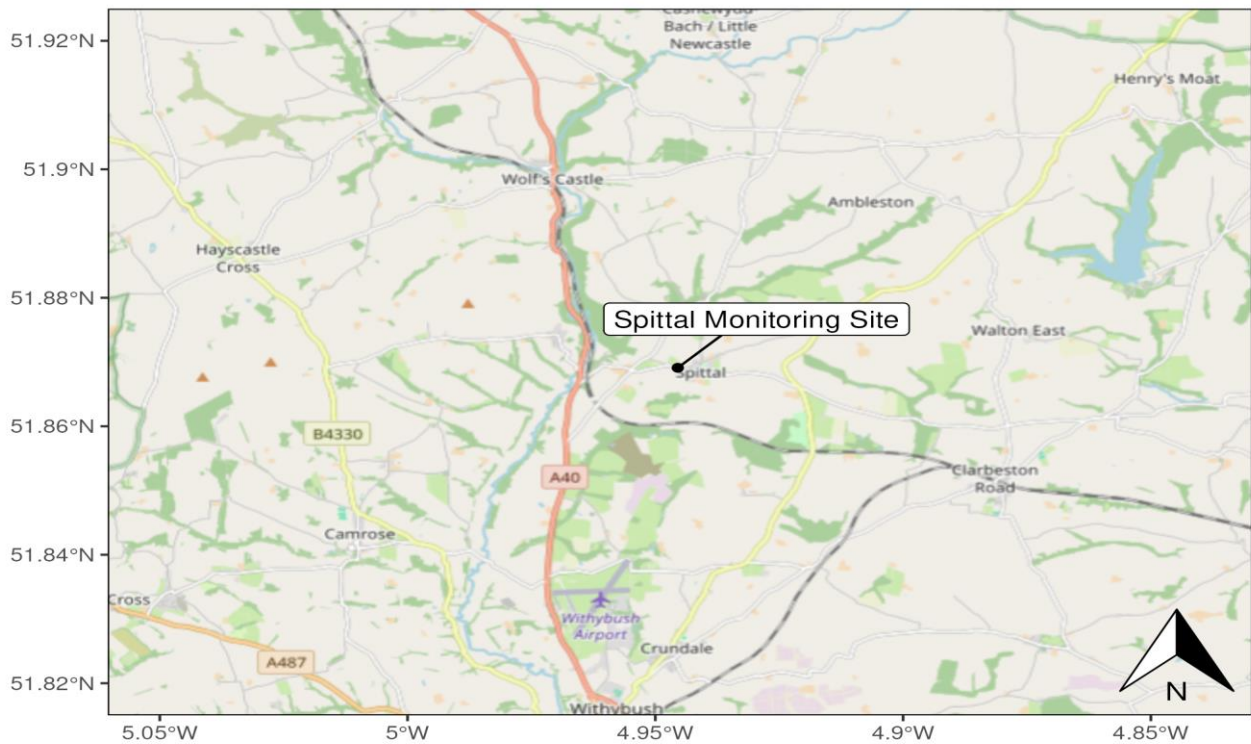 Bach / Little
Newcastle
51.92°N
Henry's Moat
51.9°N
Wolf's Castle
Ambleston
Hayscastle
Cross
51.88°N
Spittal Monitoring Site
Walton East
Spittal
51.86°N
B4330
Clarbeston
Road
A40
51.84°N
Camrose
Cross
Withybush
Airport
Crundale
A487
51.82°N
N
Withybush
5.05°W
5°W
4.95°W
4.9°W
4.85°W